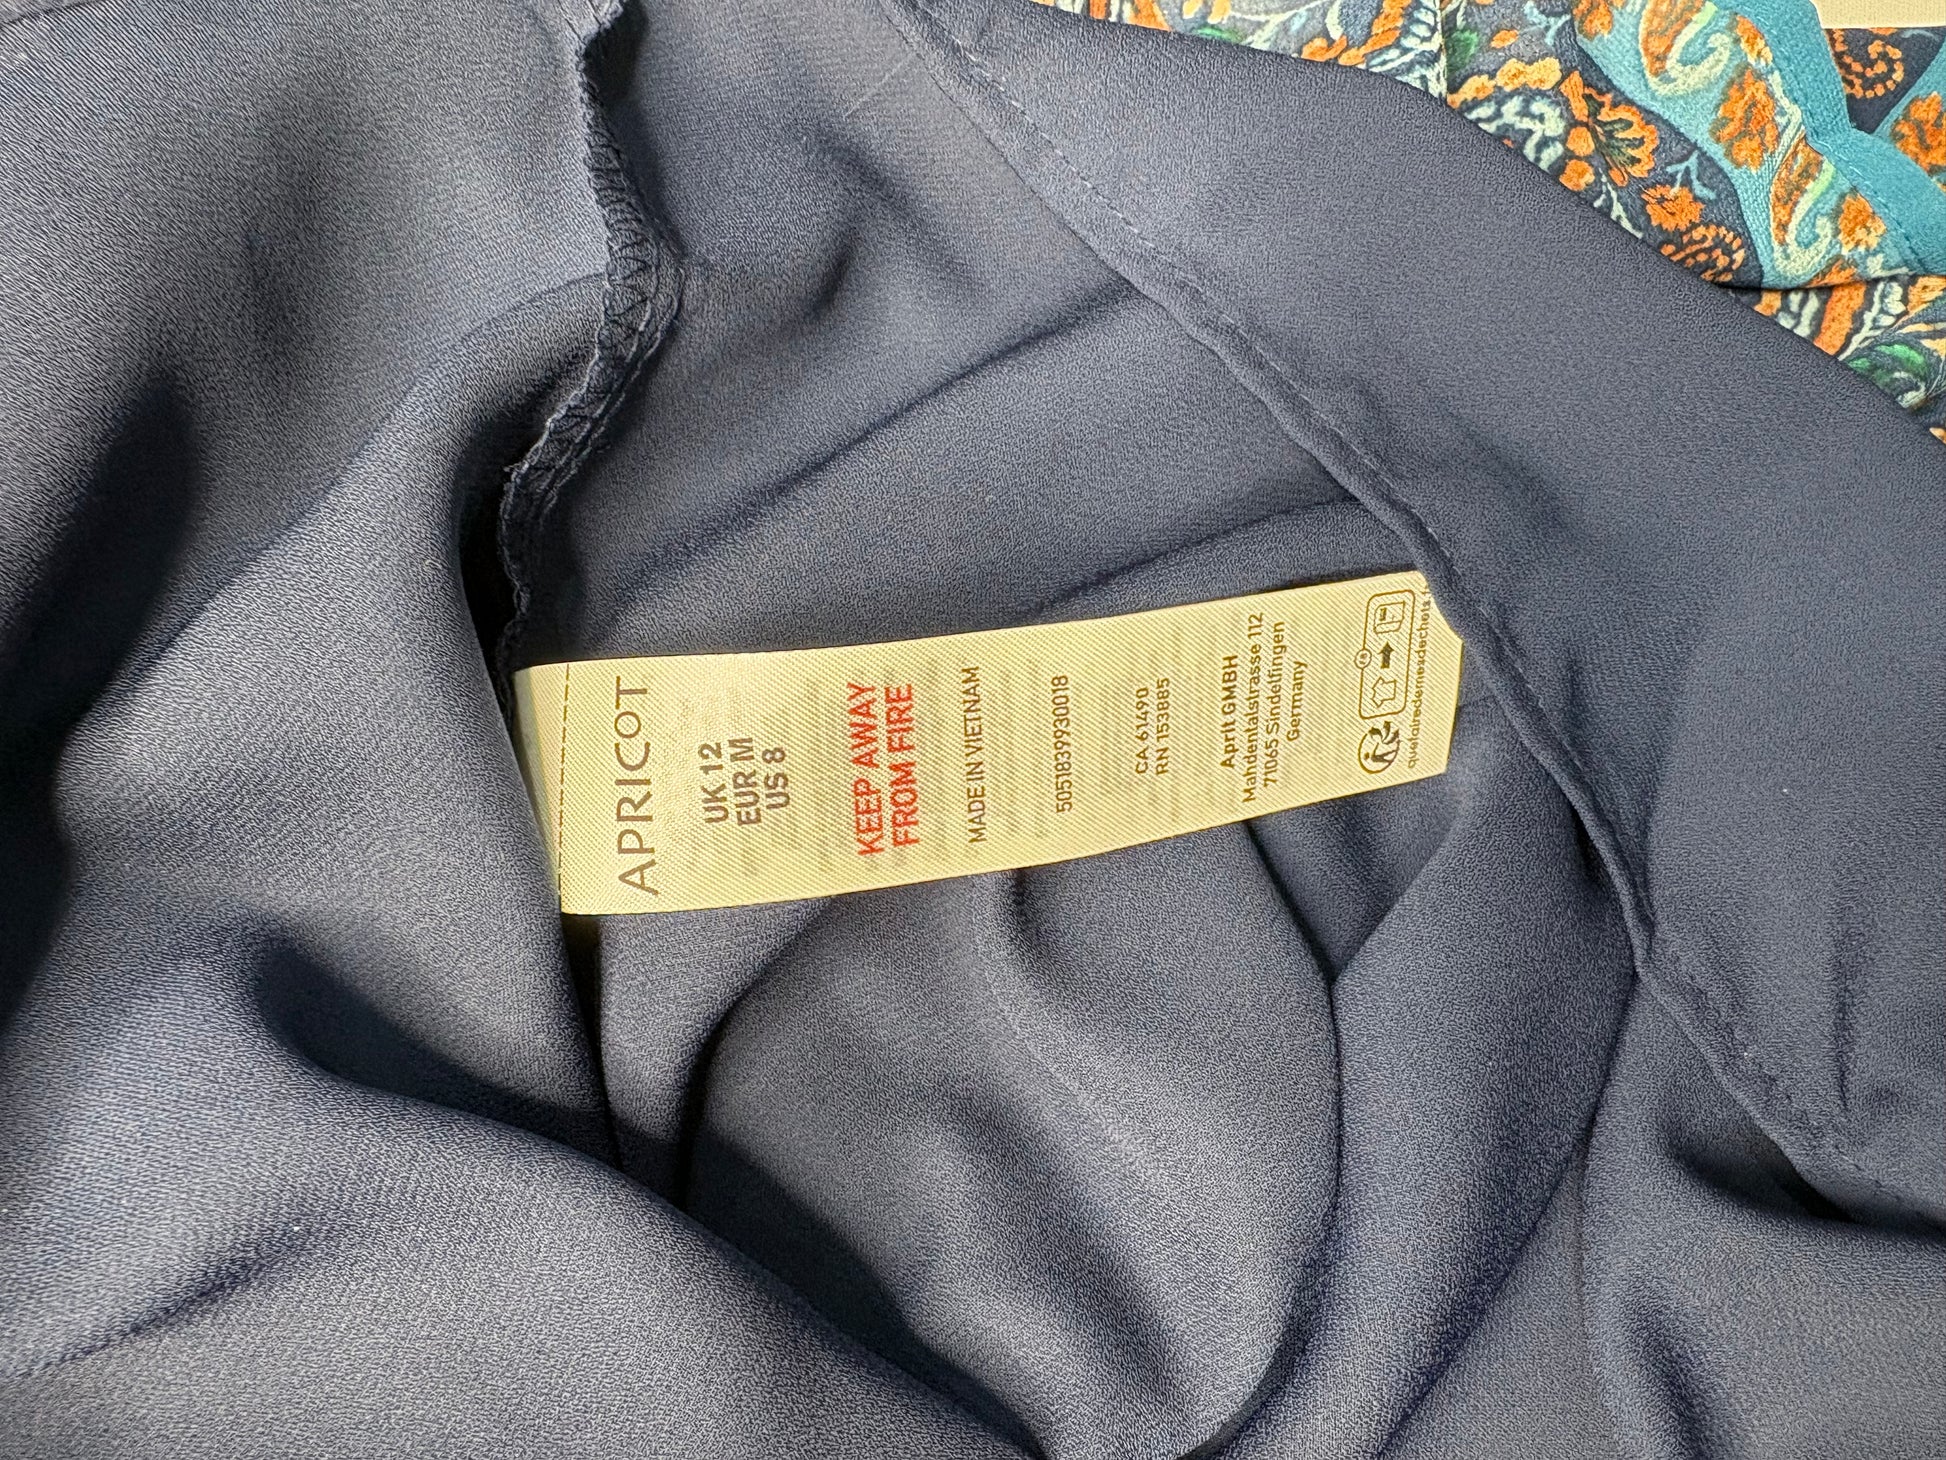 APRICOT
UK 12
EUR M
US 8
KEEP AWAY
FROM FIRE
MADE IN VIETNAM
5051839930018
CA 61490
RN 153885
Aprit GMBH
Mahdentalstrasse 112
71065 Sindelfingen
Germany
FR
quefairedemesdechets.f